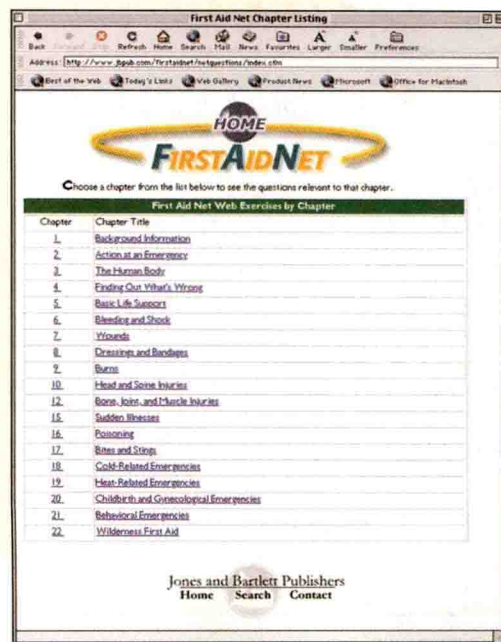 First Aid Net Chapter Listing
Back Forward Stop Refresh Home Search Mail News Favorites Larger Smaller Preferences
Address: http://www.jbpub.com/firstaidnet/netquestions/index.cfm
Best of the Web Today's Links Web Gallery Product News Microsoft Office for Macintosh
HOME
FIRSTAIDNET
Choose a chapter from the list below to see the questions relevant to that chapter.
First Aid Net Web Exercises by Chapter
Chapter Chapter Title
1 Background Information
2 Action at an Emergency
3 The Human Body
4 Finding Out What's Wrong
5 Basic Life Support
6 Bleeding and Shock
7 Wounds
8 Dressings and Bandages
9 Burns
10 Head and Spine Injuries
12 Bone, Joint, and Muscle Injuries
15 Sudden Illnesses
16 Poisoning
17 Bites and Stings
18 Cold-Related Emergencies
19 Heat-Related Emergencies
20 Childbirth and Gynecological Emergencies
21 Behavioral Emergencies
22 Wilderness First Aid
Jones and Bartlett Publishers
Home Search Contact